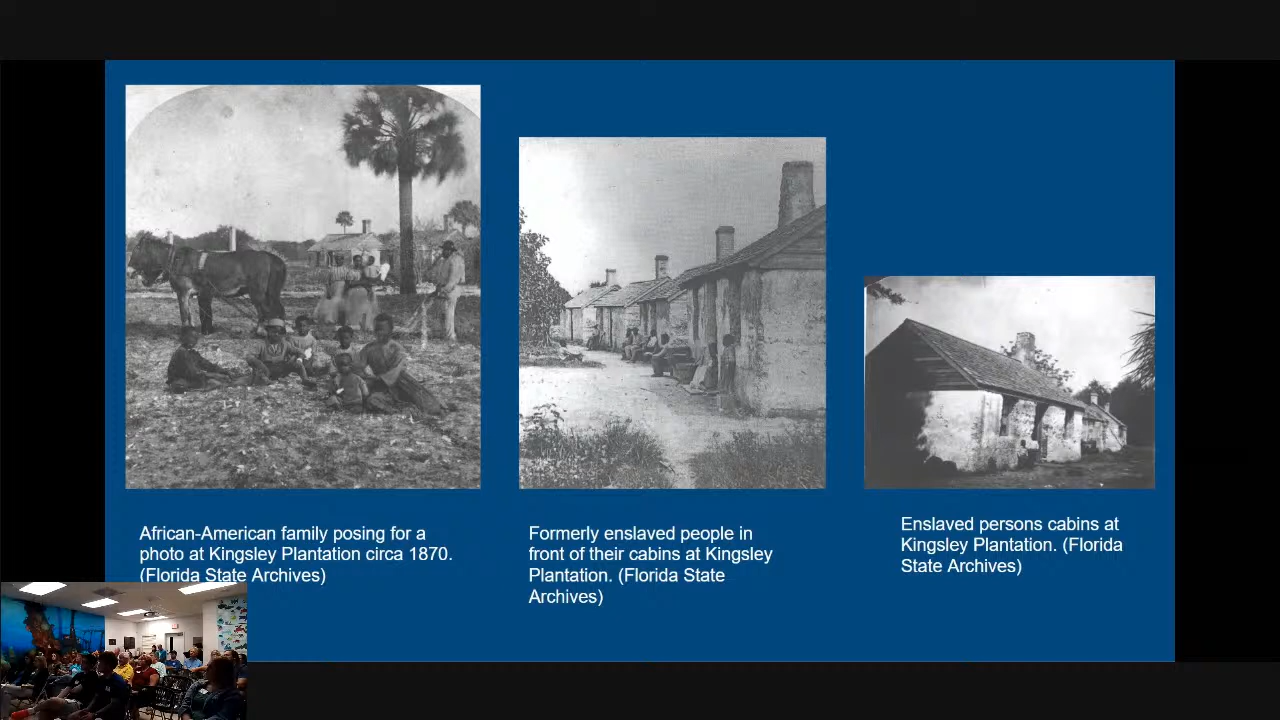 African-American family posing for a
photo at Kingsley Plantation circa 1870.
(Florida State Archives)
Formerly enslaved people in
front of their cabins at Kingsley
Plantation. (Florida State
Archives)
Enslaved persons cabins at
Kingsley Plantation. (Florida
State Archives)